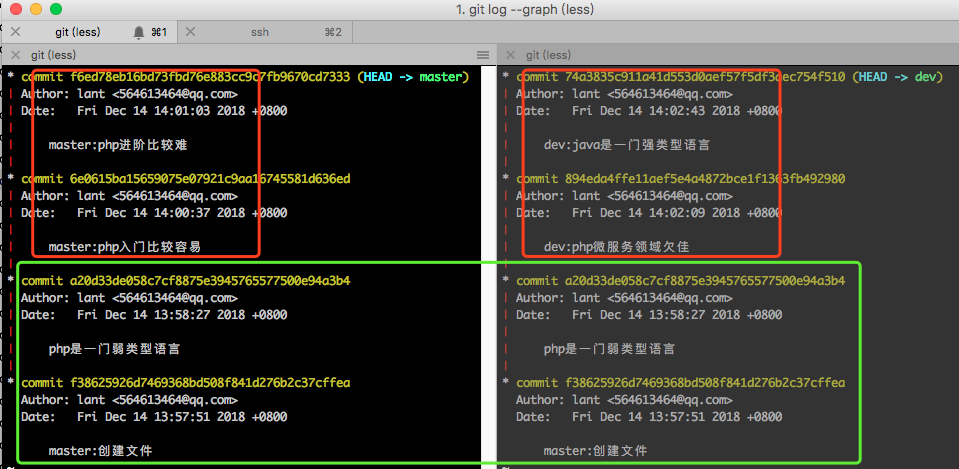 1. git log --graph (less)
git (less) ⌘1
ssh ⌘2
git (less)
* commit f6ed78eb16bd73fbd76e883cc9c7fb9670cd7333 (HEAD -> master)
| Author: lant <564613464@qq.com>
| Date:   Fri Dec 14 14:01:03 2018 +0800
|
|     master:php进阶比较难
|
* commit 6e0615ba15659075e07921c9aa16745581d636ed
| Author: lant <564613464@qq.com>
| Date:   Fri Dec 14 14:00:37 2018 +0800
|
|     master:php入门比较容易
|
* commit a20d33de058c7cf8875e3945765577500e94a3b4
| Author: lant <564613464@qq.com>
| Date:   Fri Dec 14 13:58:27 2018 +0800
|
|     php是一门弱类型语言
|
* commit f38625926d7469368bd508f841d276b2c37cffea
Author: lant <564613464@qq.com>
Date:   Fri Dec 14 13:57:51 2018 +0800
master:创建文件
~
git (less)
* commit 74a3835c911a41d553d0aef57f5df3dec754f510 (HEAD -> dev)
| Author: lant <564613464@qq.com>
| Date:   Fri Dec 14 14:02:43 2018 +0800
|
|     dev:java是一门强类型语言
|
* commit 894eda4ffe11aef5e4a4872bce1f1363fb492980
| Author: lant <564613464@qq.com>
| Date:   Fri Dec 14 14:02:09 2018 +0800
|
|     dev:php微服务领域欠佳
|
* commit a20d33de058c7cf8875e3945765577500e94a3b4
| Author: lant <564613464@qq.com>
| Date:   Fri Dec 14 13:58:27 2018 +0800
|
|     php是一门弱类型语言
|
* commit f38625926d7469368bd508f841d276b2c37cffea
Author: lant <564613464@qq.com>
Date:   Fri Dec 14 13:57:51 2018 +0800
master:创建文件
~